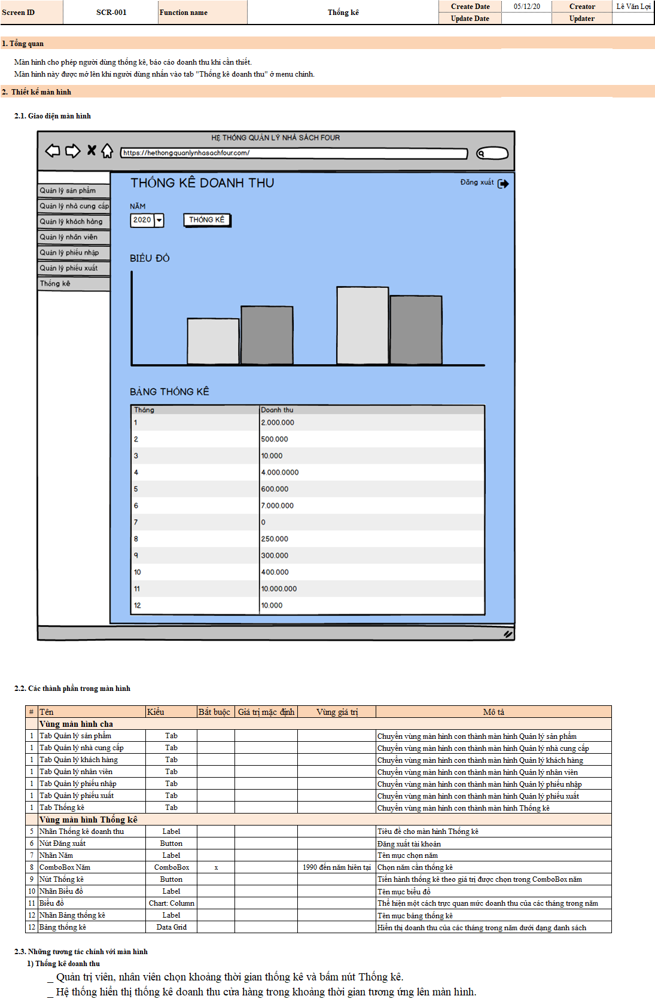 Screen ID SCR-001 Function name Thống kê Create Date 05/12/20 Creator Lê Văn Lợi
Update Date Updater
1. Tổng quan
Màn hình cho phép người dùng thống kê, báo cáo doanh thu khi cần thiết.
Màn hình này được mở lên khi người dùng nhấn vào tab "Thống kê doanh thu" ở menu chính.
2. Thiết kế màn hình
2.1. Giao diện màn hình
HỆ THỐNG QUẢN LÝ NHÀ SÁCH FOUR
https://hethongquanlynhasachfour.com/
THỐNG KÊ DOANH THU
Đăng xuất
Quản lý sản phẩm
Quản lý nhà cung cấp
Quản lý khách hàng
Quản lý nhân viên
Quản lý phiếu nhập
Quản lý phiếu xuất
Thống kê
NĂM
2020 THỐNG KÊ
BIỂU ĐỒ
BẢNG THỐNG KÊ
Tháng Doanh thu
1 2.000.000
2 500.000
3 10.000
4 4.000.0000
5 600.000
6 7.000.000
7 0
8 250.000
9 300.000
10 400.000
11 10.000.000
12 10.000
2.2. Các thành phần trong màn hình
# Tên Kiểu Bắt buộc Giá trị mặc định Vùng giá trị Mô tả
Vùng màn hình cha
1 Tab Quản lý sản phẩm Tab Chuyển vùng màn hình con thành màn hình Quản lý sản phẩm
1 Tab Quản lý nhà cung cấp Tab Chuyển vùng màn hình con thành màn hình Quản lý nhà cung cấp
1 Tab Quản lý khách hàng Tab Chuyển vùng màn hình con thành màn hình Quản lý khách hàng
1 Tab Quản lý nhân viên Tab Chuyển vùng màn hình con thành màn hình Quản lý nhân viên
1 Tab Quản lý phiếu nhập Tab Chuyển vùng màn hình con thành màn hình Quản lý phiếu nhập
1 Tab Quản lý phiếu xuất Tab Chuyển vùng màn hình con thành màn hình Quản lý phiếu xuất
1 Tab Thống kê Tab Chuyển vùng màn hình con thành màn hình Thống kê
Vùng màn hình Thống kê
5 Nhãn Thống kê doanh thu Label Tiêu đề cho màn hình Thống kê
6 Nút Đăng xuất Button Đăng xuất tài khoản
7 Nhãn Năm Label Tên mục chọn năm
8 ComboBox Năm ComboBox x 1990 đến năm hiện tại Chọn năm cần thống kê
9 Nút Thống kê Button Tiến hành thống kê theo giá trị được chọn trong ComboBox năm
10 Nhãn Biểu đồ Label Tên mục biểu đồ
11 Biểu đồ Chart: Column Thể hiện một cách trực quan mức doanh thu của các tháng trong năm
12 Nhãn Bảng thống kê Label Tên mục bảng thống kê
12 Bảng thống kê Data Grid Hiển thị doanh thu của các tháng trong năm dưới dạng danh sách
2.3. Những tương tác chính với màn hình
1) Thống kê doanh thu
_ Quản trị viên, nhân viên chọn khoảng thời gian thống kê và bấm nút Thống kê.
_ Hệ thống hiển thị thống kê doanh thu cửa hàng trong khoảng thời gian tương ứng lên màn hình.